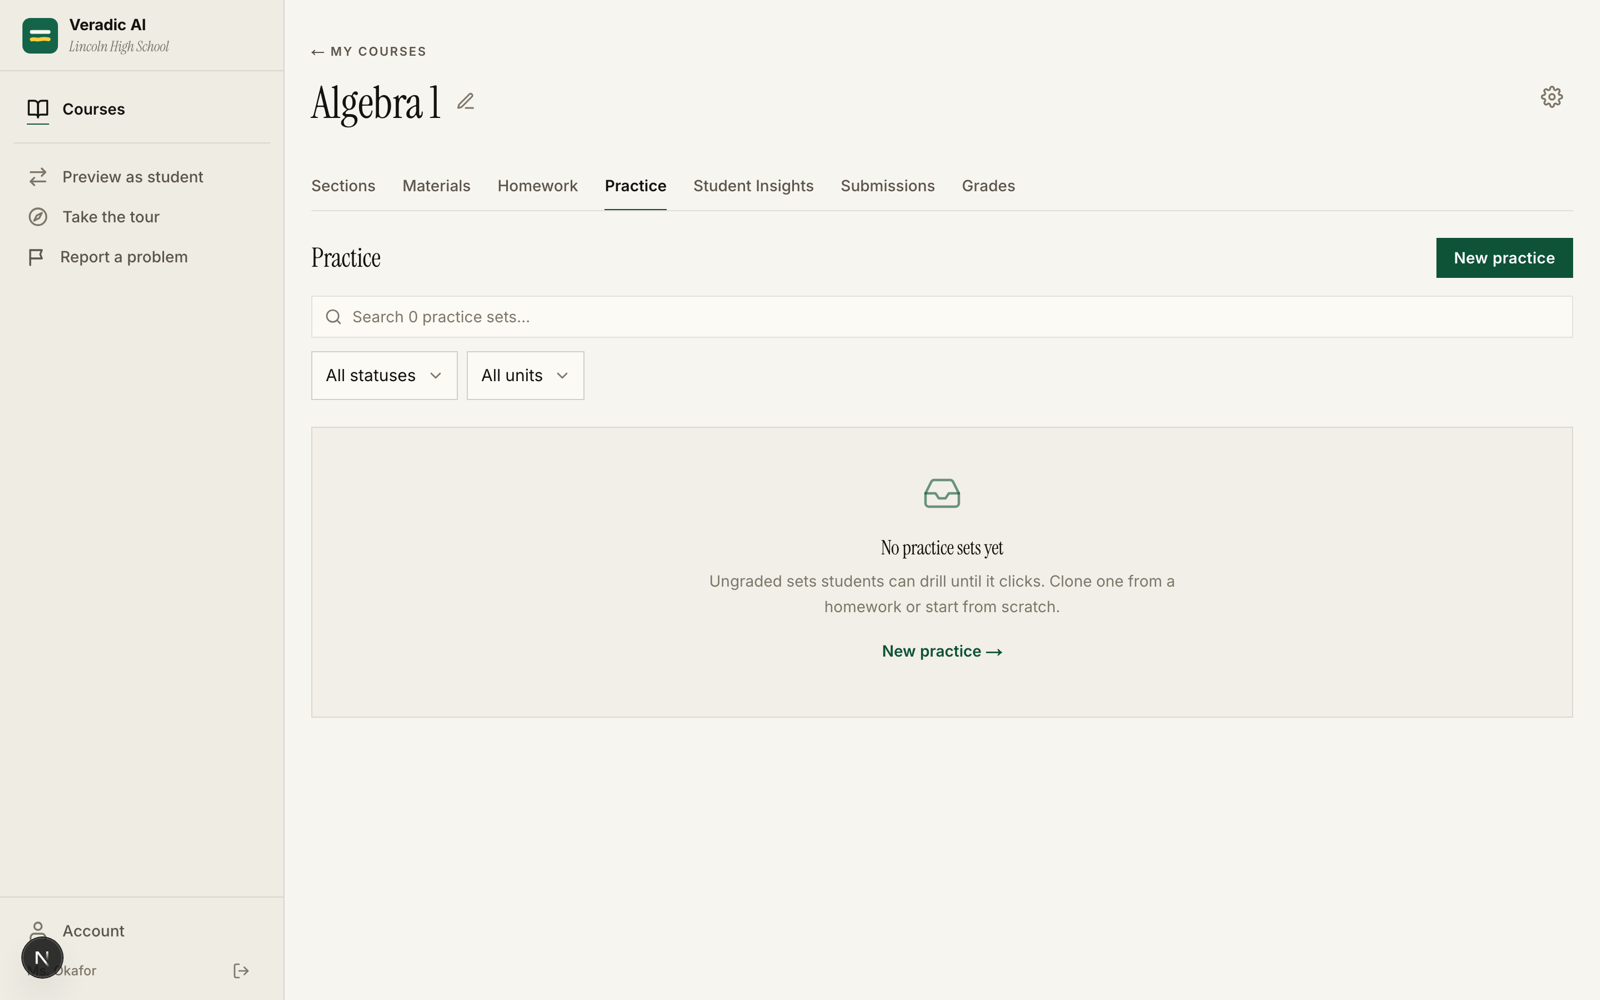 Veradic AI
Lincoln High School
Courses
Preview as student
Take the tour
Report a problem
Account
Okafor
← MY COURSES
Algebra 1
Sections
Materials
Homework
Practice
Student Insights
Submissions
Grades
Practice
New practice
Search 0 practice sets...
All statuses
All units
No practice sets yet
Ungraded sets students can drill until it clicks. Clone one from a
homework or start from scratch.
New practice →
N